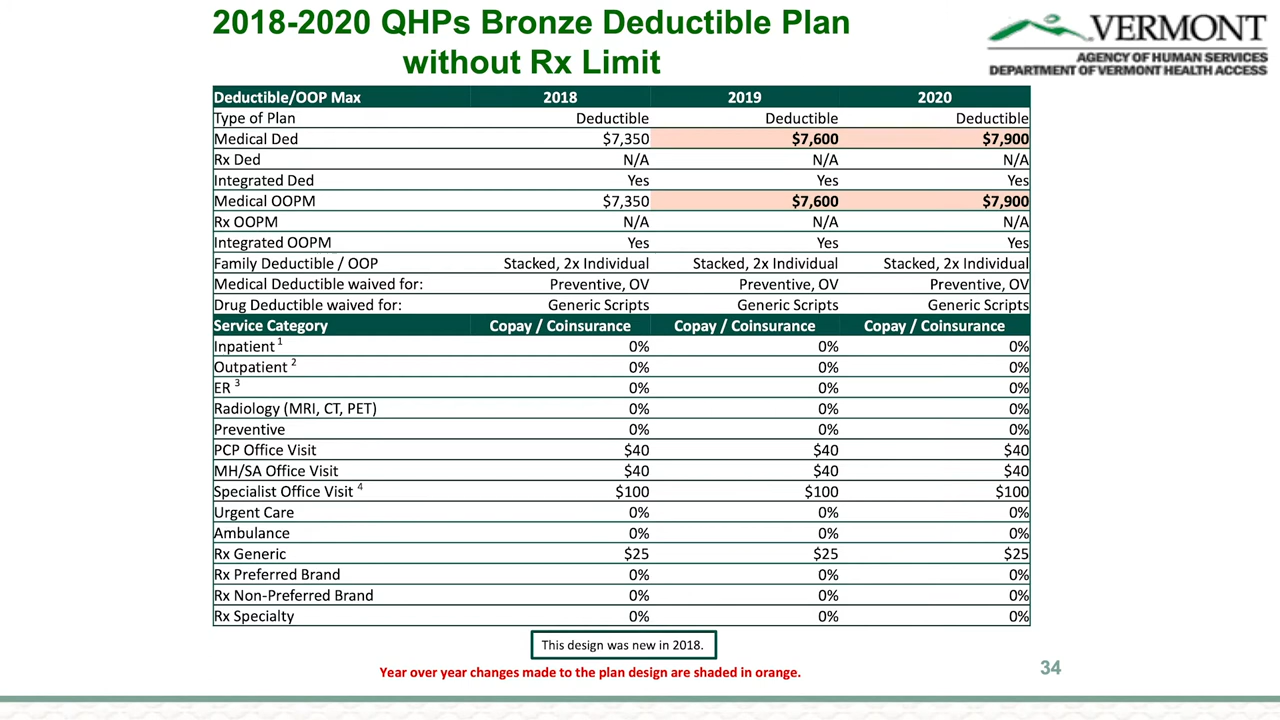 2018-2020 QHPs Bronze Deductible Plan
without Rx Limit
VERMONT
AGENCY OF HUMAN SERVICES
DEPARTMENT OF VERMONT HEALTH ACCESS
Deductible/OOP Max 2018 2019 2020
Type of Plan Deductible Deductible Deductible
Medical Ded $7,350 $7,600 $7,900
Rx Ded N/A N/A N/A
Integrated Ded Yes Yes Yes
Medical OOPM $7,350 $7,600 $7,900
Rx OOPM N/A N/A N/A
Integrated OOPM Yes Yes Yes
Family Deductible / OOP Stacked, 2x Individual Stacked, 2x Individual Stacked, 2x Individual
Medical Deductible waived for: Preventive, OV Preventive, OV Preventive, OV
Drug Deductible waived for: Generic Scripts Generic Scripts Generic Scripts
Service Category Copay / Coinsurance Copay / Coinsurance Copay / Coinsurance
Inpatient 1 0% 0% 0%
Outpatient 2 0% 0% 0%
ER 3 0% 0% 0%
Radiology (MRI, CT, PET) 0% 0% 0%
Preventive 0% 0% 0%
PCP Office Visit $40 $40 $40
MH/SA Office Visit $40 $40 $40
Specialist Office Visit 4 $100 $100 $100
Urgent Care 0% 0% 0%
Ambulance 0% 0% 0%
Rx Generic $25 $25 $25
Rx Preferred Brand 0% 0% 0%
Rx Non-Preferred Brand 0% 0% 0%
Rx Specialty 0% 0% 0%
This design was new in 2018.
Year over year changes made to the plan design are shaded in orange.
34